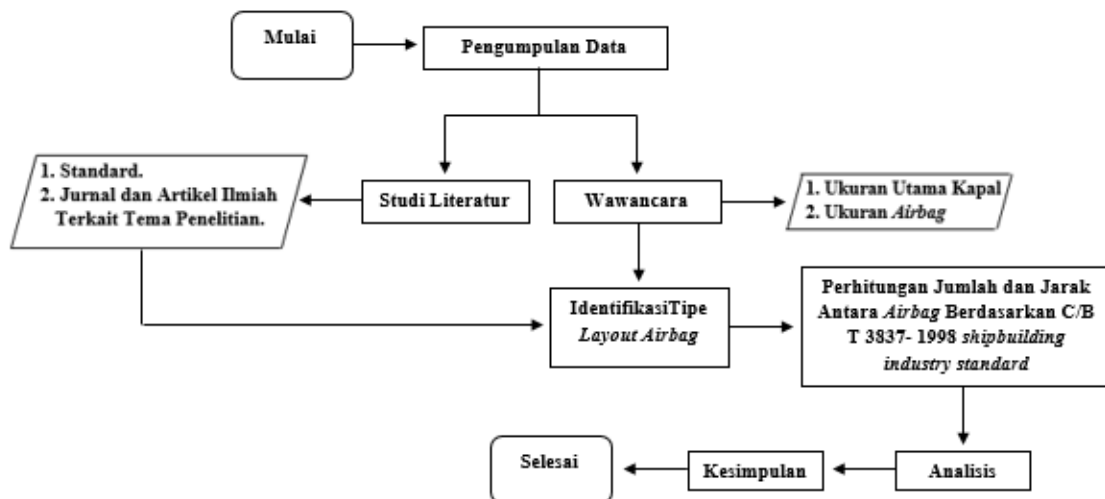 Mulai
Pengumpulan Data
1. Standard.
2. Jurnal dan Artikel Ilmiah
Terkait Tema Penelitian.
Studi Literatur
Wawancara
1. Ukuran Utama Kapal
2. Ukuran Airbag
IdentifikasiTipe
Layout Airbag
Perhitungan Jumlah dan Jarak
Antara Airbag Berdasarkan C/B
T 3837- 1998 shipbuilding
industry standard
Selesai
Kesimpulan
Analisis